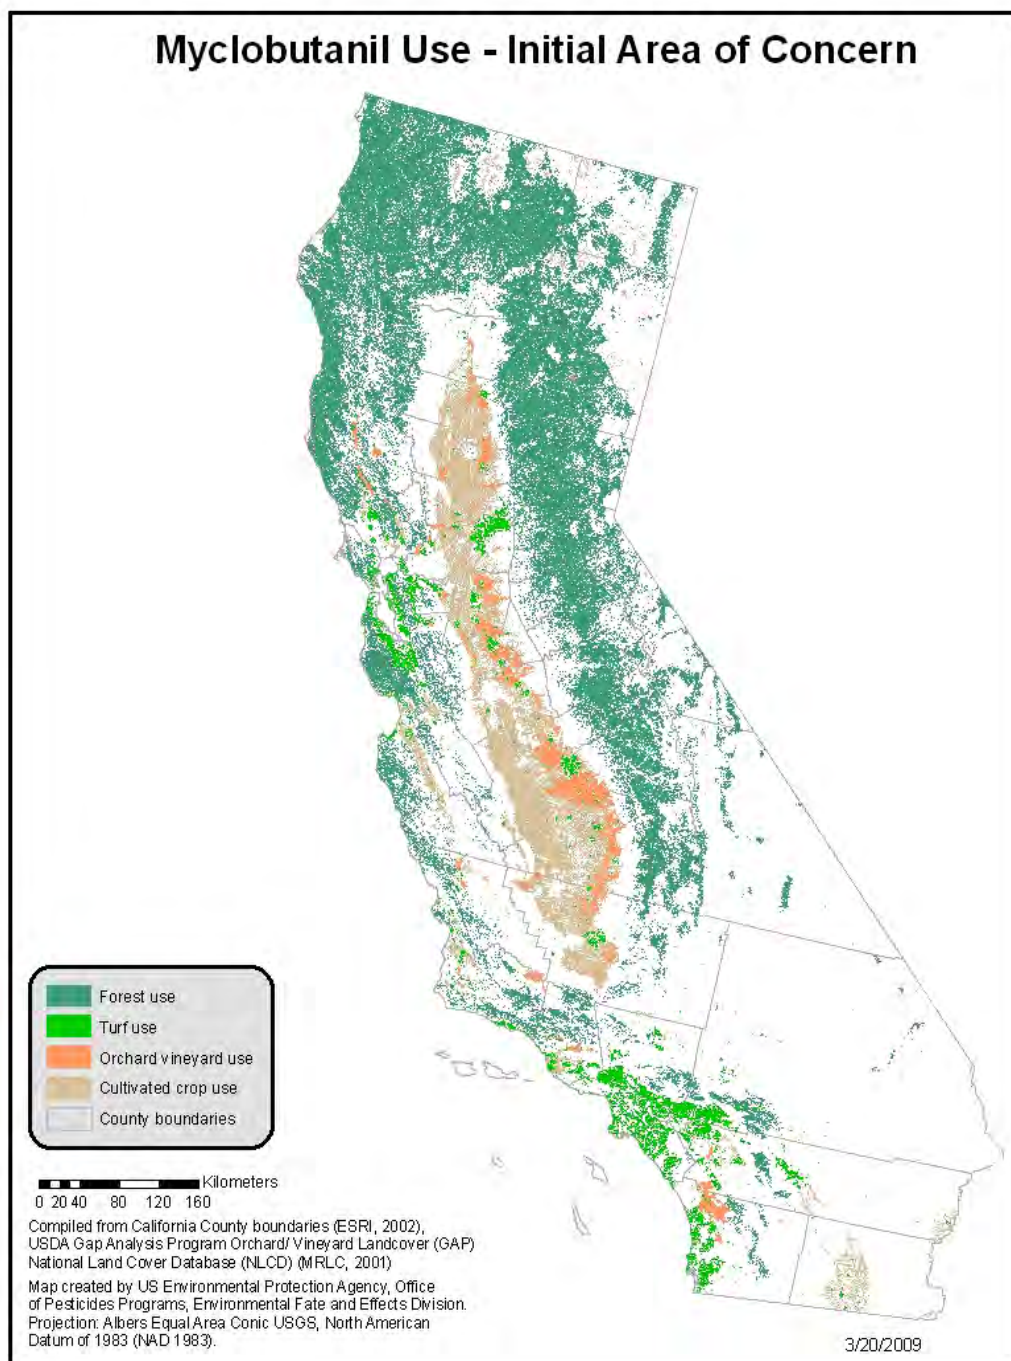 Myclobutanil Use - Initial Area of Concern
Forest use
Turf use
Orchard vineyard use
Cultivated crop use
County boundaries
Kilometers
0 20 40 80 120 160
Compiled from California County boundaries (ESRI, 2002),
USDA Gap Analysis Program Orchard/ Vineyard Landcover (GAP)
National Land Cover Database (NLCD) (MRLC, 2001)
Map created by US Environmental Protection Agency, Office
of Pesticides Programs, Environmental Fate and Effects Division.
Projection: Albers Equal Area Conic USGS, North American
Datum of 1983 (NAD 1983).
3/20/2009